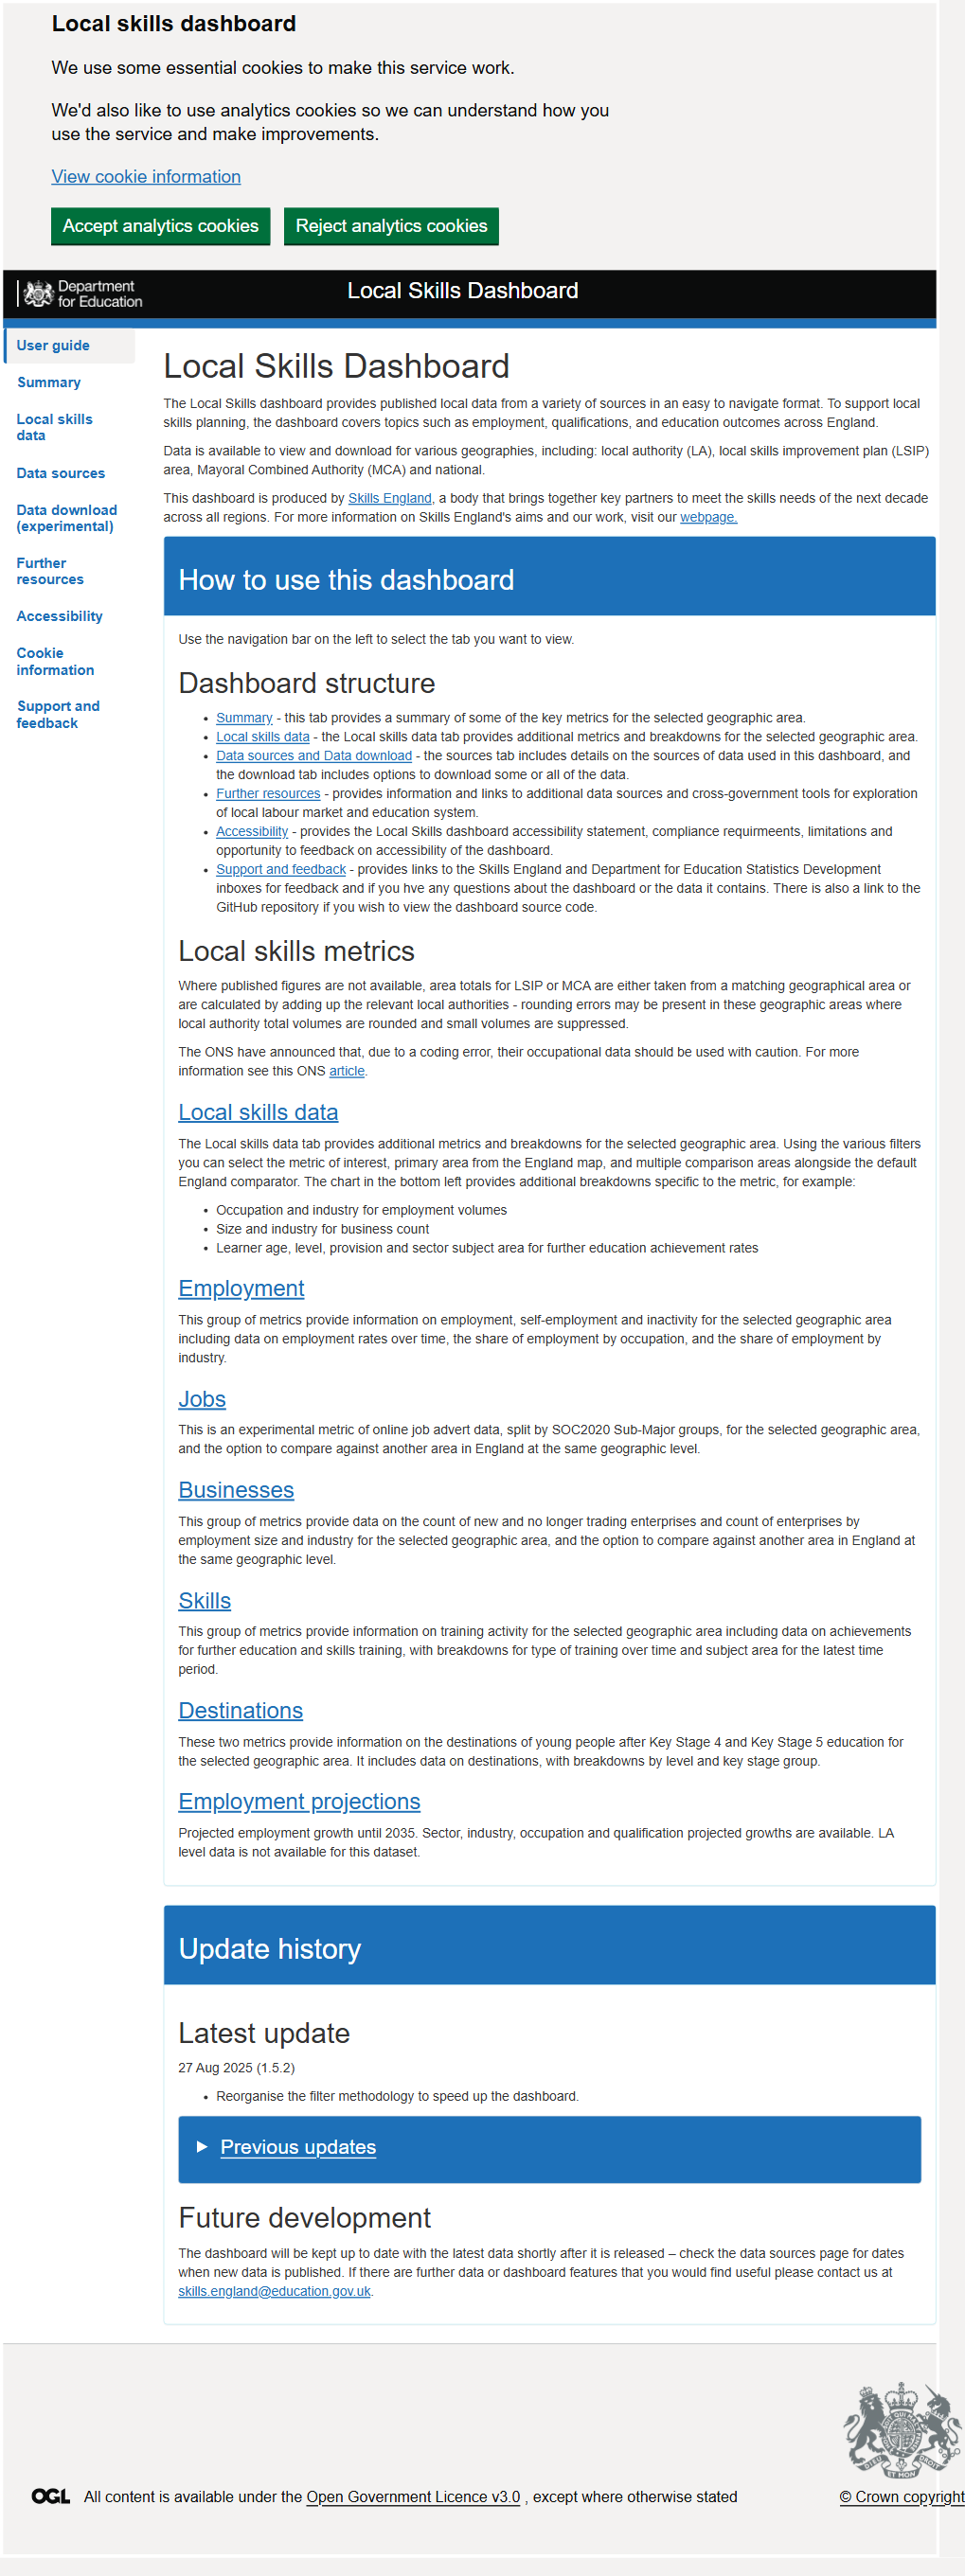 Local skills dashboard
We use some essential cookies to make this service work.
We'd also like to use analytics cookies so we can understand how you
use the service and make improvements.
View cookie information
Accept analytics cookies
Reject analytics cookies
Department
for Education
Local Skills Dashboard
User guide
Summary
Local skills
data
Data sources
Data download
(experimental)
Further
resources
Accessibility
Cookie
information
Support and
feedback
Local Skills Dashboard
The Local Skills dashboard provides published local data from a variety of sources in an easy to navigate format. To support local
skills planning, the dashboard covers topics such as employment, qualifications, and education outcomes across England.
Data is available to view and download for various geographies, including: local authority (LA), local skills improvement plan (LSIP)
area, Mayoral Combined Authority (MCA) and national.
This dashboard is produced by Skills England, a body that brings together key partners to meet the skills needs of the next decade
across all regions. For more information on Skills England's aims and our work, visit our webpage.
How to use this dashboard
Use the navigation bar on the left to select the tab you want to view.
Dashboard structure
• Summary - this tab provides a summary of some of the key metrics for the selected geographic area.
• Local skills data - the Local skills data tab provides additional metrics and breakdowns for the selected geographic area.
• Data sources and Data download - the sources tab includes details on the sources of data used in this dashboard, and
the download tab includes options to download some or all of the data.
• Further resources - provides information and links to additional data sources and cross-government tools for exploration
of local labour market and education system.
• Accessibility - provides the Local Skills dashboard accessibility statement, compliance requirmeents, limitations and
opportunity to feedback on accessibility of the dashboard.
• Support and feedback - provides links to the Skills England and Department for Education Statistics Development
inboxes for feedback and if you hve any questions about the dashboard or the data it contains. There is also a link to the
GitHub repository if you wish to view the dashboard source code.
Local skills metrics
Where published figures are not available, area totals for LSIP or MCA are either taken from a matching geographical area or
are calculated by adding up the relevant local authorities - rounding errors may be present in these geographic areas where
local authority total volumes are rounded and small volumes are suppressed.
The ONS have announced that, due to a coding error, their occupational data should be used with caution. For more
information see this ONS article.
Local skills data
The Local skills data tab provides additional metrics and breakdowns for the selected geographic area. Using the various filters
you can select the metric of interest, primary area from the England map, and multiple comparison areas alongside the default
England comparator. The chart in the bottom left provides additional breakdowns specific to the metric, for example:
• Occupation and industry for employment volumes
• Size and industry for business count
• Learner age, level, provision and sector subject area for further education achievement rates
Employment
This group of metrics provide information on employment, self-employment and inactivity for the selected geographic area
including data on employment rates over time, the share of employment by occupation, and the share of employment by
industry.
Jobs
This is an experimental metric of online job advert data, split by SOC2020 Sub-Major groups, for the selected geographic area,
and the option to compare against another area in England at the same geographic level.
Businesses
This group of metrics provide data on the count of new and no longer trading enterprises and count of enterprises by
employment size and industry for the selected geographic area, and the option to compare against another area in England at
the same geographic level.
Skills
This group of metrics provide information on training activity for the selected geographic area including data on achievements
for further education and skills training, with breakdowns for type of training over time and subject area for the latest time
period.
Destinations
These two metrics provide information on the destinations of young people after Key Stage 4 and Key Stage 5 education for
the selected geographic area. It includes data on destinations, with breakdowns by level and key stage group.
Employment projections
Projected employment growth until 2035. Sector, industry, occupation and qualification projected growths are available. LA
level data is not available for this dataset.
Update history
Latest update
27 Aug 2025 (1.5.2)
• Reorganise the filter methodology to speed up the dashboard.
Previous updates
Future development
The dashboard will be kept up to date with the latest data shortly after it is released – check the data sources page for dates
when new data is published. If there are further data or dashboard features that you would find useful please contact us at
skills.england@education.gov.uk.
DIEU ET MON DROIT
OGL All content is available under the Open Government Licence v3.0 , except where otherwise stated
© Crown copyright